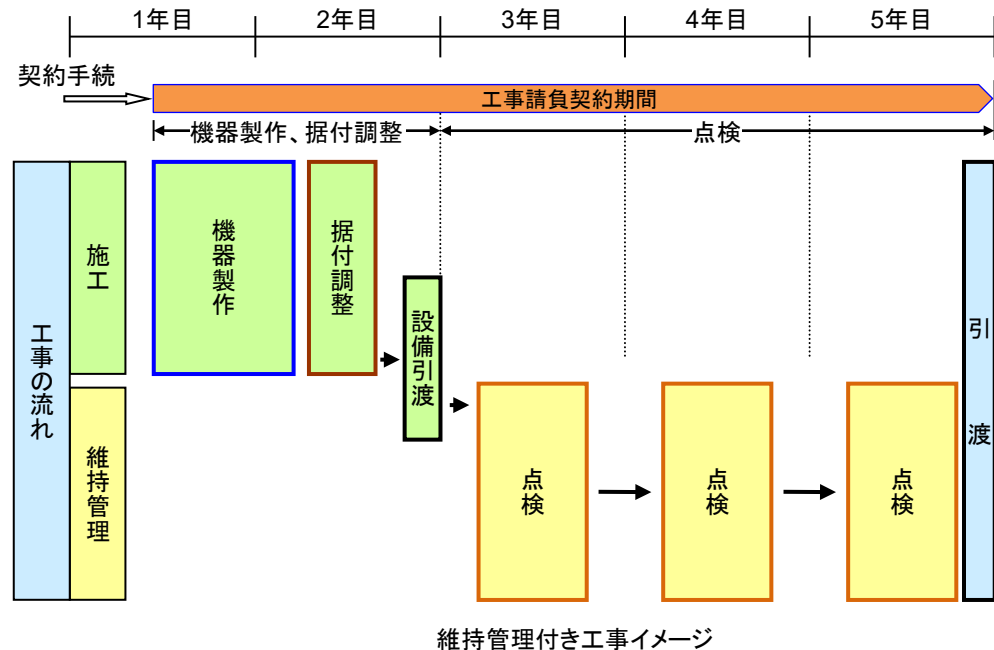 1年目
2年目
3年目
4年目
5年目
契約手続
工事請負契約期間
機器製作、据付調整
点検
工事の流れ
施工
機器製作
据付調整
設備引渡
引渡
維持管理
点検
点検
点検
維持管理付き工事イメージ